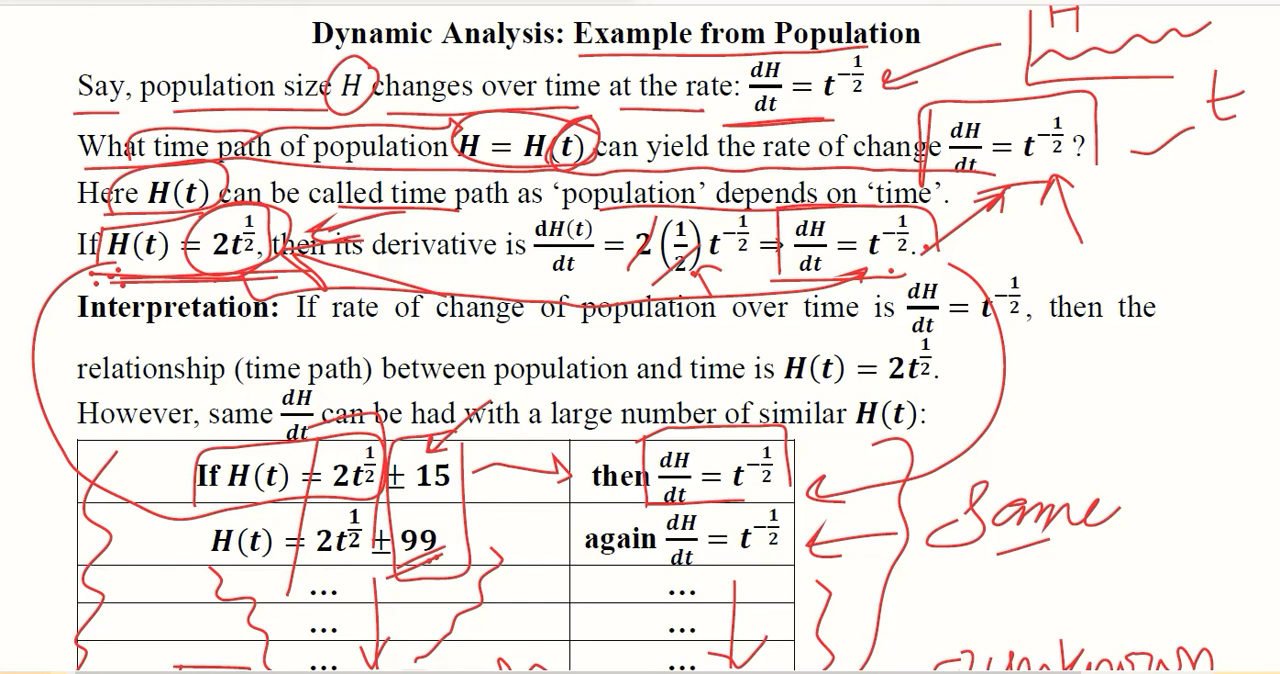 Dynamic Analysis: Example from Population
H
Say, population size H changes over time at the rate: dH/dt = t^(-1/2)
t
What time path of population H = H(t) can yield the rate of change dH/dt = t^(-1/2)?
Here H(t) can be called time path as ‘population’ depends on ‘time’.
If H(t) = 2t^(1/2), then its derivative is dH(t)/dt = 2(1/2)t^(-1/2) ⇒ dH/dt = t^(-1/2).
Interpretation: If rate of change of population over time is dH/dt = t^(-1/2), then the
relationship (time path) between population and time is H(t) = 2t^(1/2).
However, same dH/dt can be had with a large number of similar H(t):
If H(t) = 2t^(1/2) ± 15 then dH/dt = t^(-1/2)
Same
H(t) = 2t^(1/2) ± 99 again dH/dt = t^(-1/2)
... ...
... ...
... ...
unknown